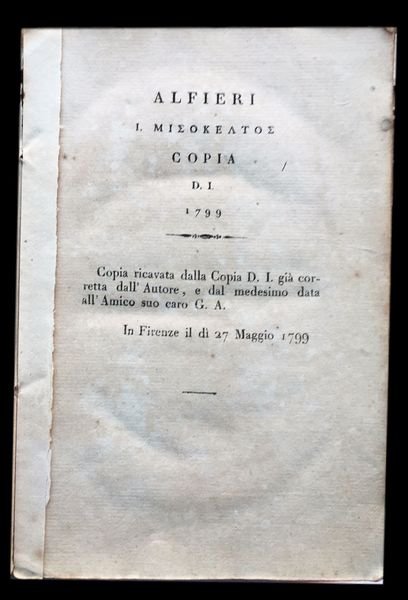 ALFIERI
I. ΜΙΣΟΚΕΛΤΟΣ
COPIA
D. I.
1799
Copia ricavata dalla Copia D. I. già cor-
retta dall'Autore, e dal medesimo data
all'Amico suo caro G. A.
In Firenze il dì 27 Maggio 1799